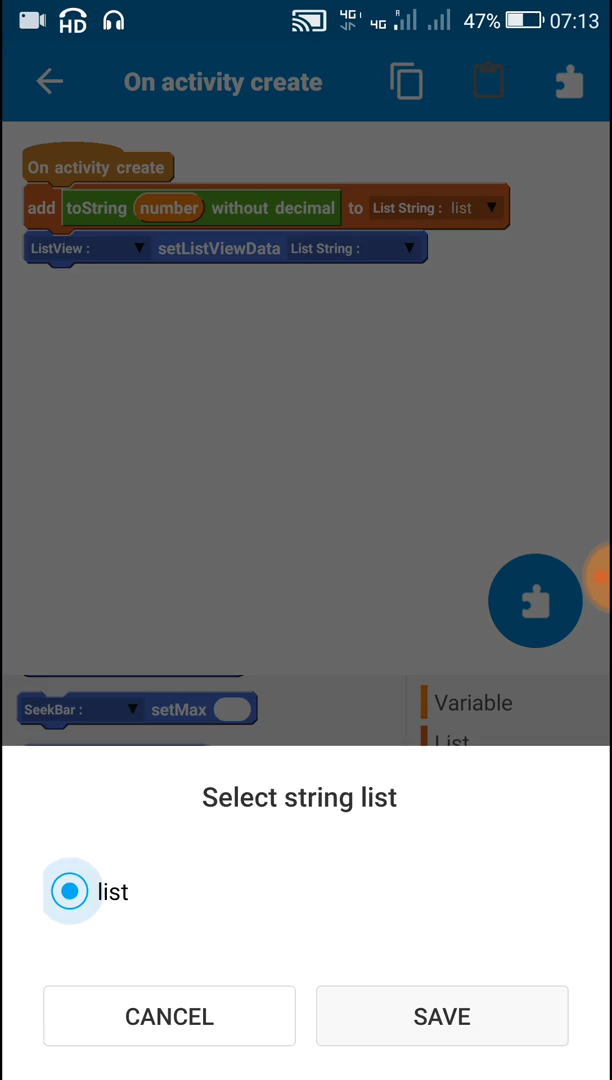 HD 4G 4G R 47% 07:13
On activity create
On activity create
add toString number without decimal to List String : list
ListView : setListViewData List String :
SeekBar : setMax
Variable
List
Select string list
list
CANCEL SAVE